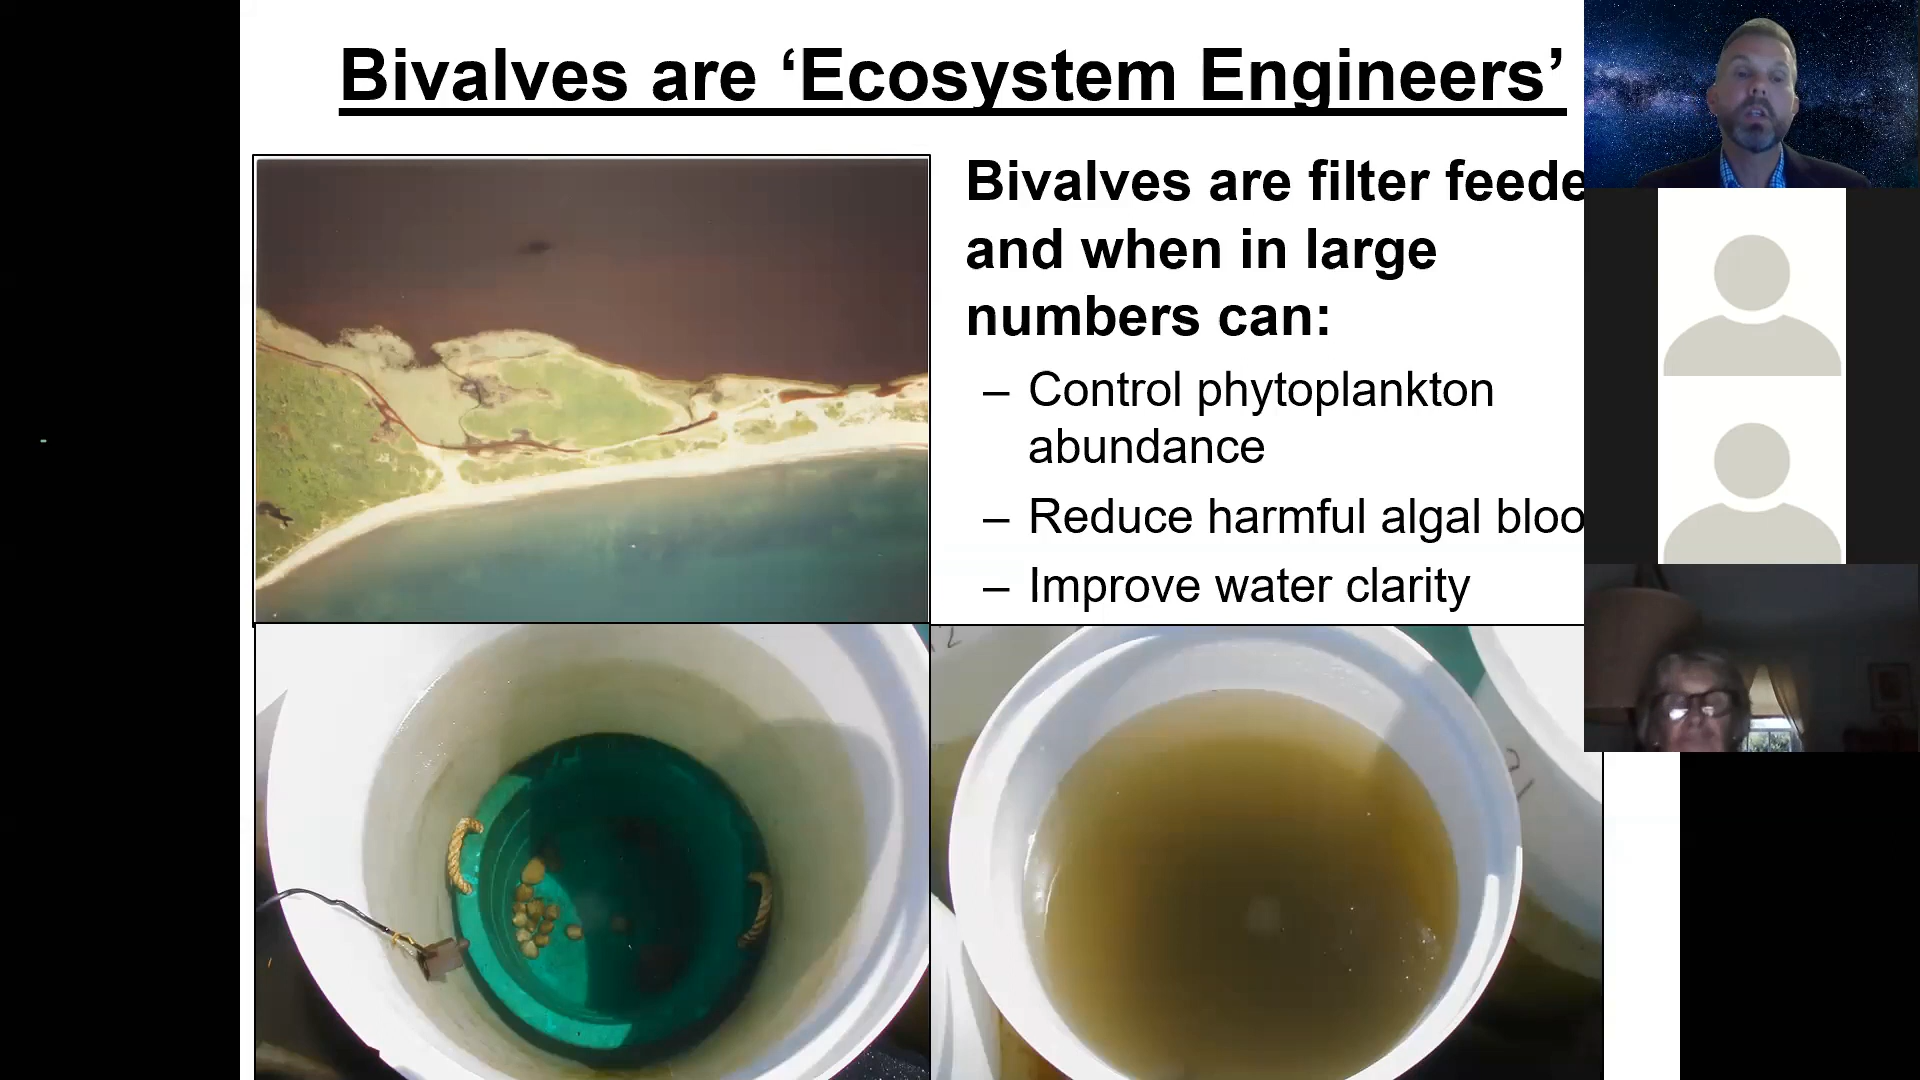 Bivalves are ‘Ecosystem Engineers’
Bivalves are filter feede
and when in large
numbers can:
– Control phytoplankton
abundance
– Reduce harmful algal bloo
– Improve water clarity